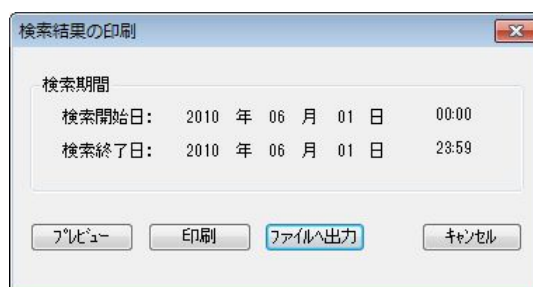 検索結果の印刷
検索期間
検索開始日: 2010 年 06 月 01 日 00:00
検索終了日: 2010 年 06 月 01 日 23:59
ﾌﾟﾚﾋﾞｭｰ 印刷 ﾌｧｲﾙへ出力 ｷｬﾝｾﾙ